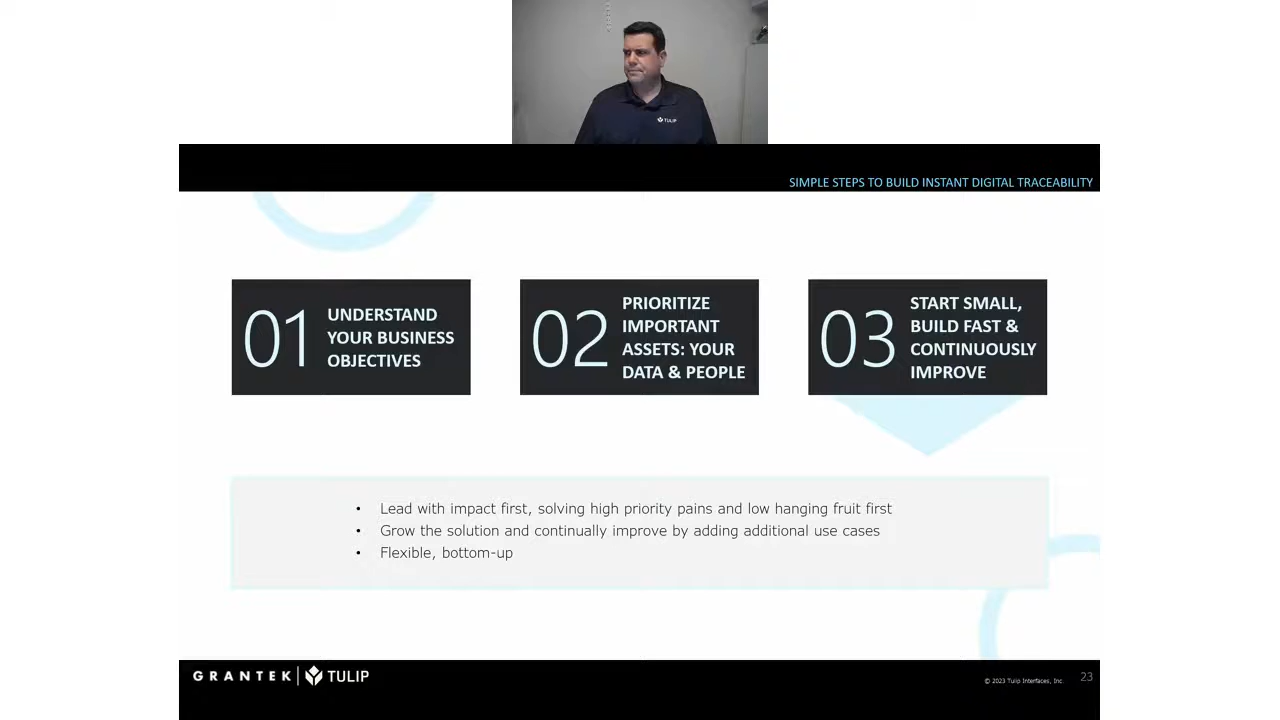 TULIP
SIMPLE STEPS TO BUILD INSTANT DIGITAL TRACEABILITY
01
UNDERSTAND
YOUR BUSINESS
OBJECTIVES
02
PRIORITIZE
IMPORTANT
ASSETS: YOUR
DATA & PEOPLE
03
START SMALL,
BUILD FAST &
CONTINUOUSLY
IMPROVE
• Lead with impact first, solving high priority pains and low hanging fruit first
• Grow the solution and continually improve by adding additional use cases
• Flexible, bottom-up
GRANTEK | TULIP
© 2023 Tulip Interfaces, Inc.
23